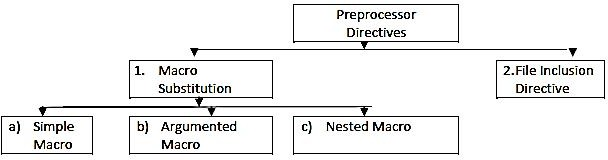 Preprocessor
Directives
1. Macro
Substitution
2.File Inclusion
Directive
a) Simple
Macro
b) Argumented
Macro
c) Nested Macro